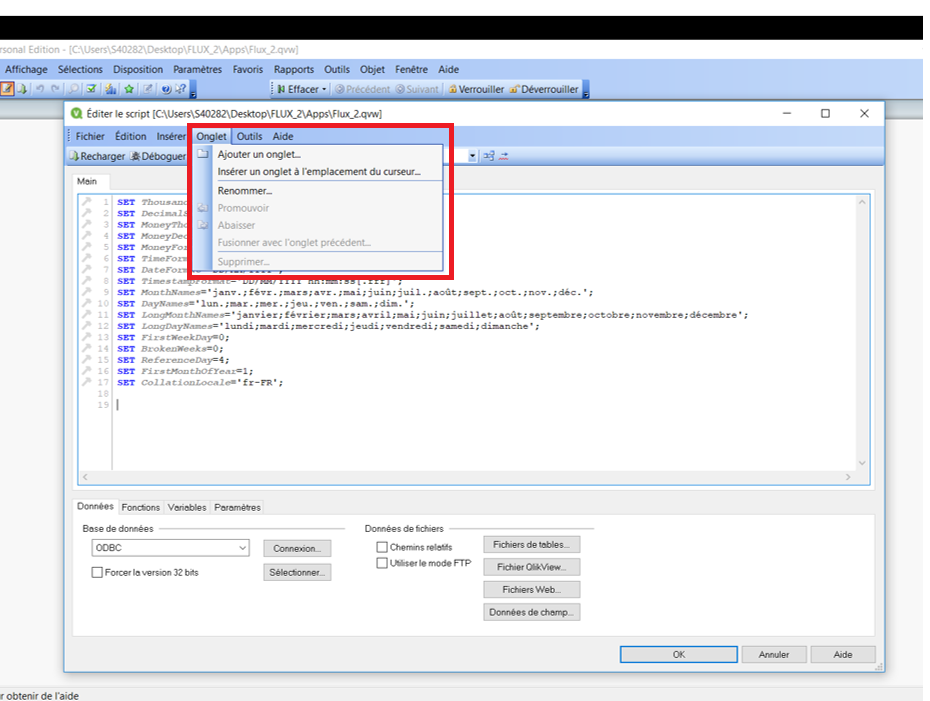 rsonal Edition - [C:\Users\S40282\Desktop\FLUX_2\Apps\Flux_2.qvw]
Affichage Sélections Disposition Paramètres Favoris Rapports Outils Objet Fenêtre Aide
Effacer Précédent Suivant Verrouiller Déverrouiller
Éditer le script [C:\Users\S40282\Desktop\FLUX_2\Apps\Flux_2.qvw]
Fichier Édition Insérer Onglet Outils Aide
Recharger Déboguer
Ajouter un onglet...
Insérer un onglet à l'emplacement du curseur...
Renommer...
Promouvoir
Abaisser
Fusionner avec l'onglet précédent...
Supprimer...
Main
1 SET Thousand
2 SET Decimal
3 SET MoneyTho
4 SET MoneyDec
5 SET MoneyFor
6 SET TimeForm
7 SET DateForm
8 SET TimestampFormat='DD/MM/YYYY hh:mm:ss[.fff]';
9 SET MonthNames='janv.;févr.;mars;avr.;mai;juin;juil.;août;sept.;oct.;nov.;déc.';
10 SET DayNames='lun.;mar.;mer.;jeu.;ven.;sam.;dim.';
11 SET LongMonthNames='janvier;février;mars;avril;mai;juin;juillet;août;septembre;octobre;novembre;décembre';
12 SET LongDayNames='lundi;mardi;mercredi;jeudi;vendredi;samedi;dimanche';
13 SET FirstWeekDay=0;
14 SET BrokenWeeks=0;
15 SET ReferenceDay=4;
16 SET FirstMonthOfYear=1;
17 SET CollationLocale='fr-FR';
18
19
Données Fonctions Variables Paramètres
Base de données
ODBC
Connexion...
Forcer la version 32 bits
Sélectionner...
Données de fichiers
Chemins relatifs
Utiliser le mode FTP
Fichiers de tables...
Fichier QlikView...
Fichiers Web...
Données de champ...
OK Annuler Aide
r obtenir de l'aide